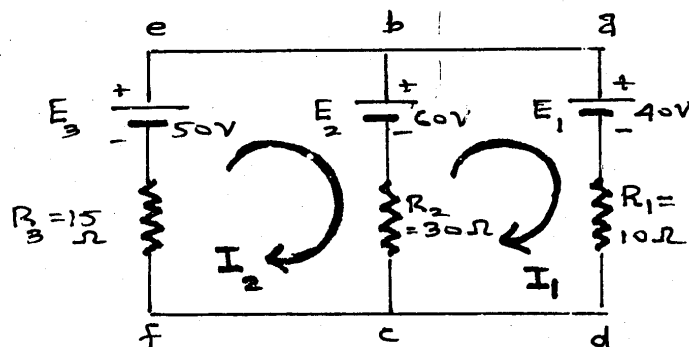 e b a
+ + +
E3 50V E2 60V E1 40V
- - -
R3 = 15 Ω
R2 = 30 Ω
R1 = 10 Ω
I2 I1
f c d